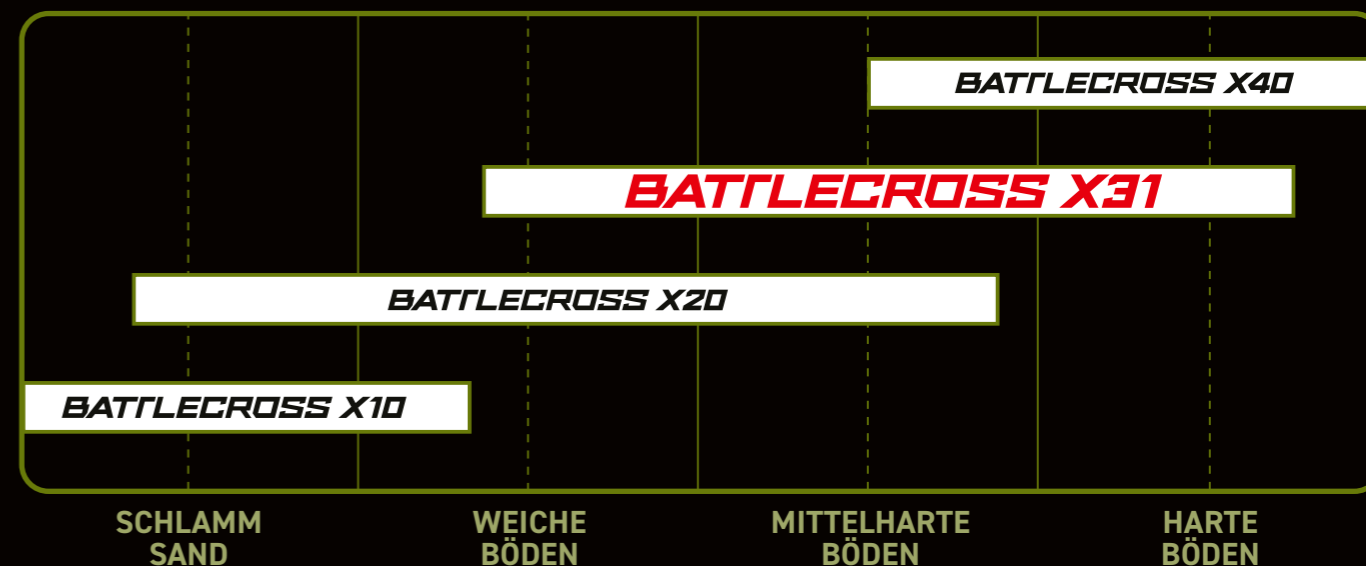 BATTLECROSS X40
BATTLECROSS X31
BATTLECROSS X20
BATTLECROSS X10
SCHLAMM
SAND
WEICHE
BÖDEN
MITTELHARTE
BÖDEN
HARTE
BÖDEN